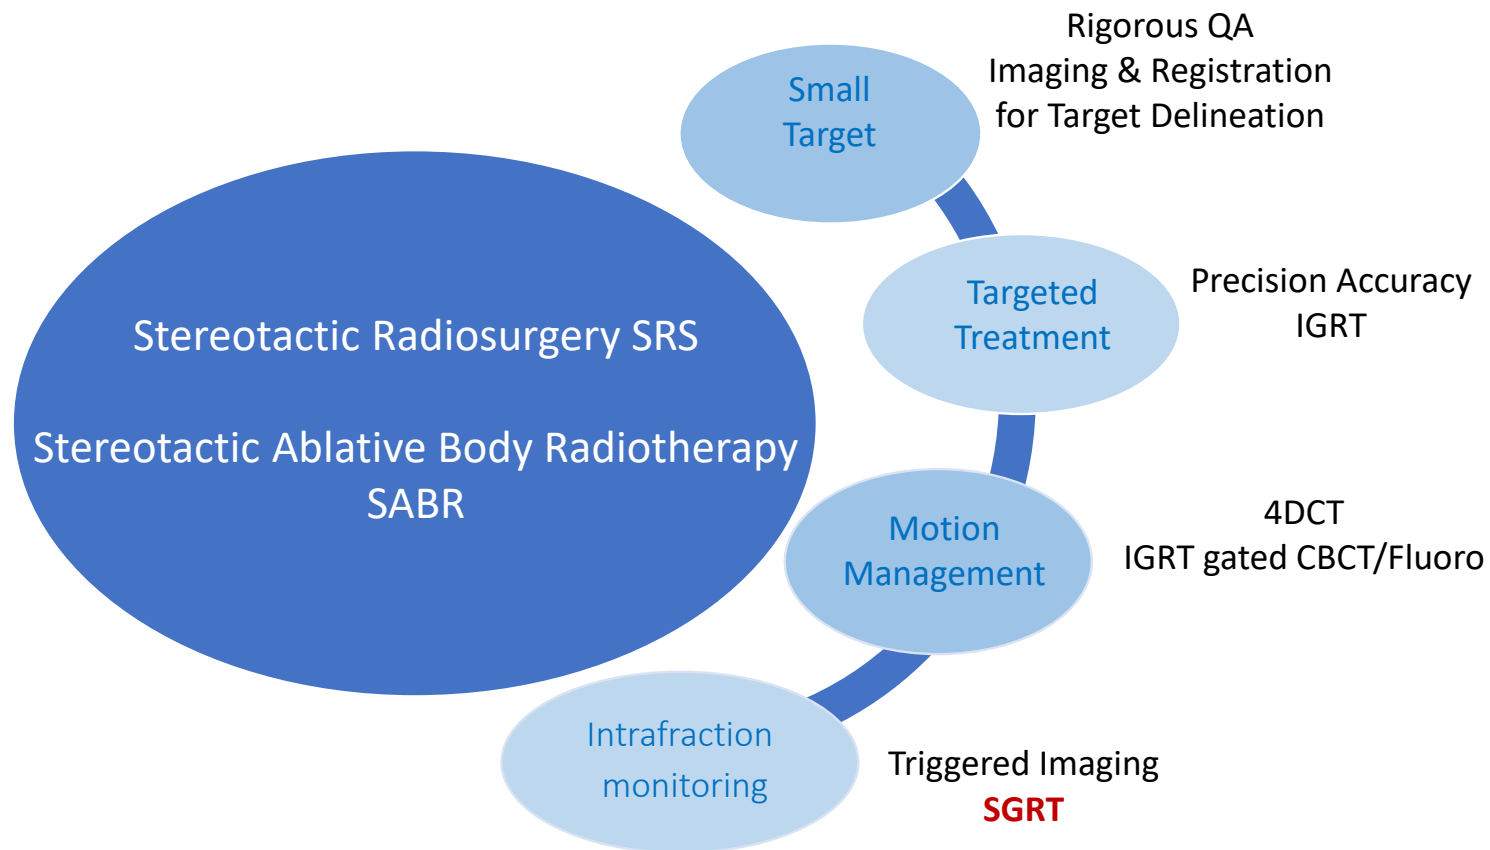 Stereotactic Radiosurgery SRS
Stereotactic Ablative Body Radiotherapy
SABR
Small
Target
Rigorous QA
Imaging & Registration
for Target Delineation
Targeted
Treatment
Precision Accuracy
IGRT
Motion
Management
4DCT
IGRT gated CBCT/Fluoro
Intrafraction
monitoring
Triggered Imaging
SGRT